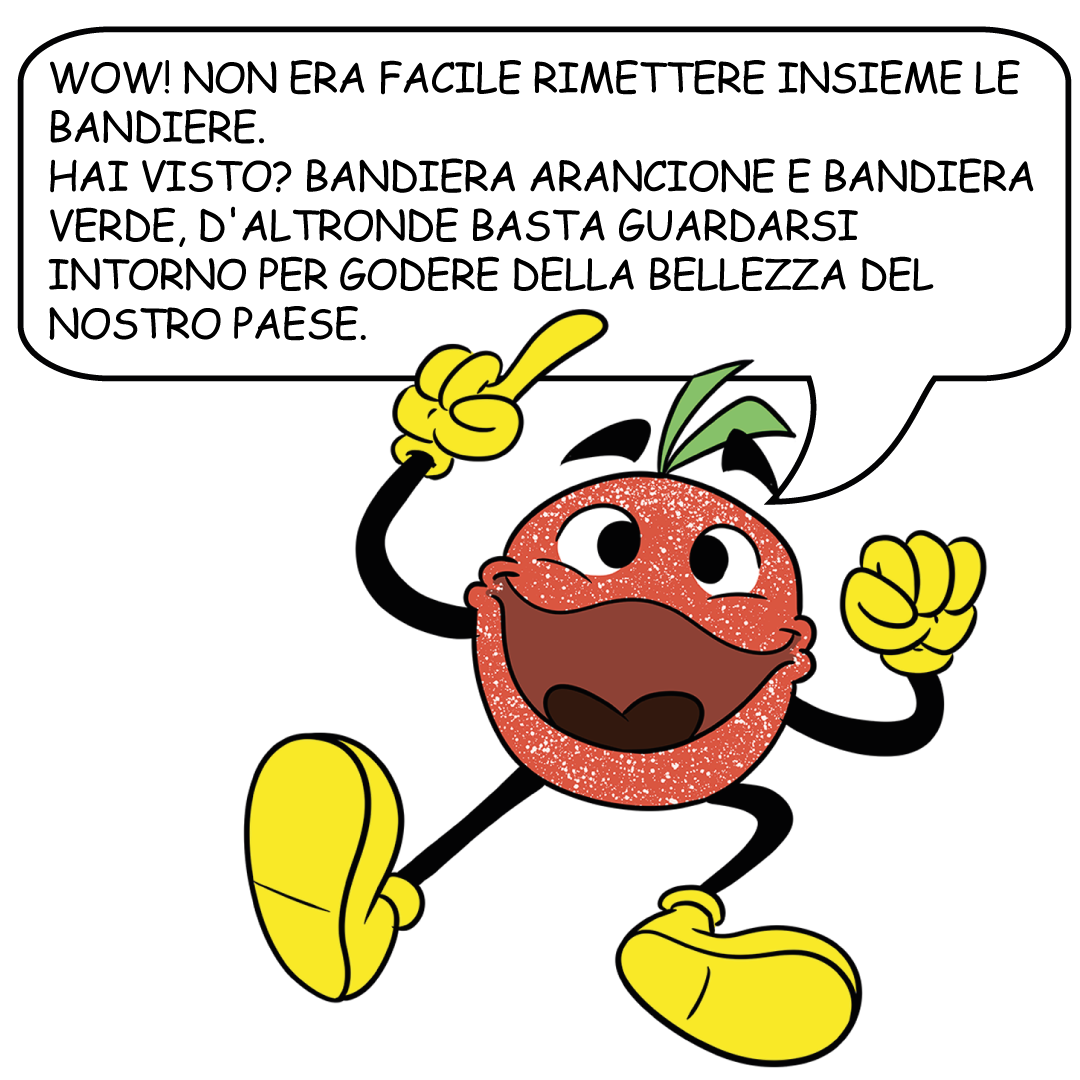 WOW! NON ERA FACILE RIMETTERE INSIEME LE
BANDIERE.
HAI VISTO? BANDIERA ARANCIONE E BANDIERA
VERDE, D'ALTRONDE BASTA GUARDARSI
INTORNO PER GODERE DELLA BELLEZZA DEL
NOSTRO PAESE.